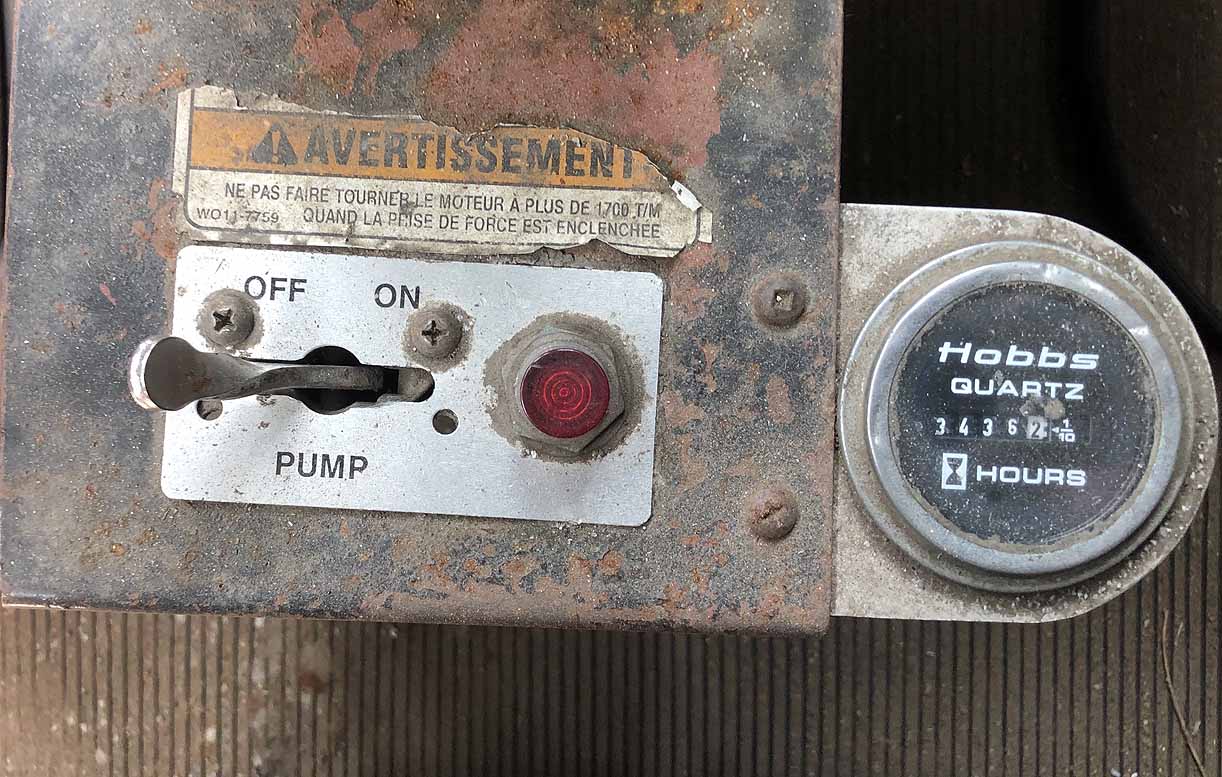 AVERTISSEMENT
NE PAS FAIRE TOURNER LE MOTEUR À PLUS DE 1700 T/M
WO11-7759 QUAND LA PRISE DE FORCE EST ENCLENCHÉE
OFF ON
PUMP
Hobbs
QUARTZ
3 4 3 6 2 1/10
HOURS